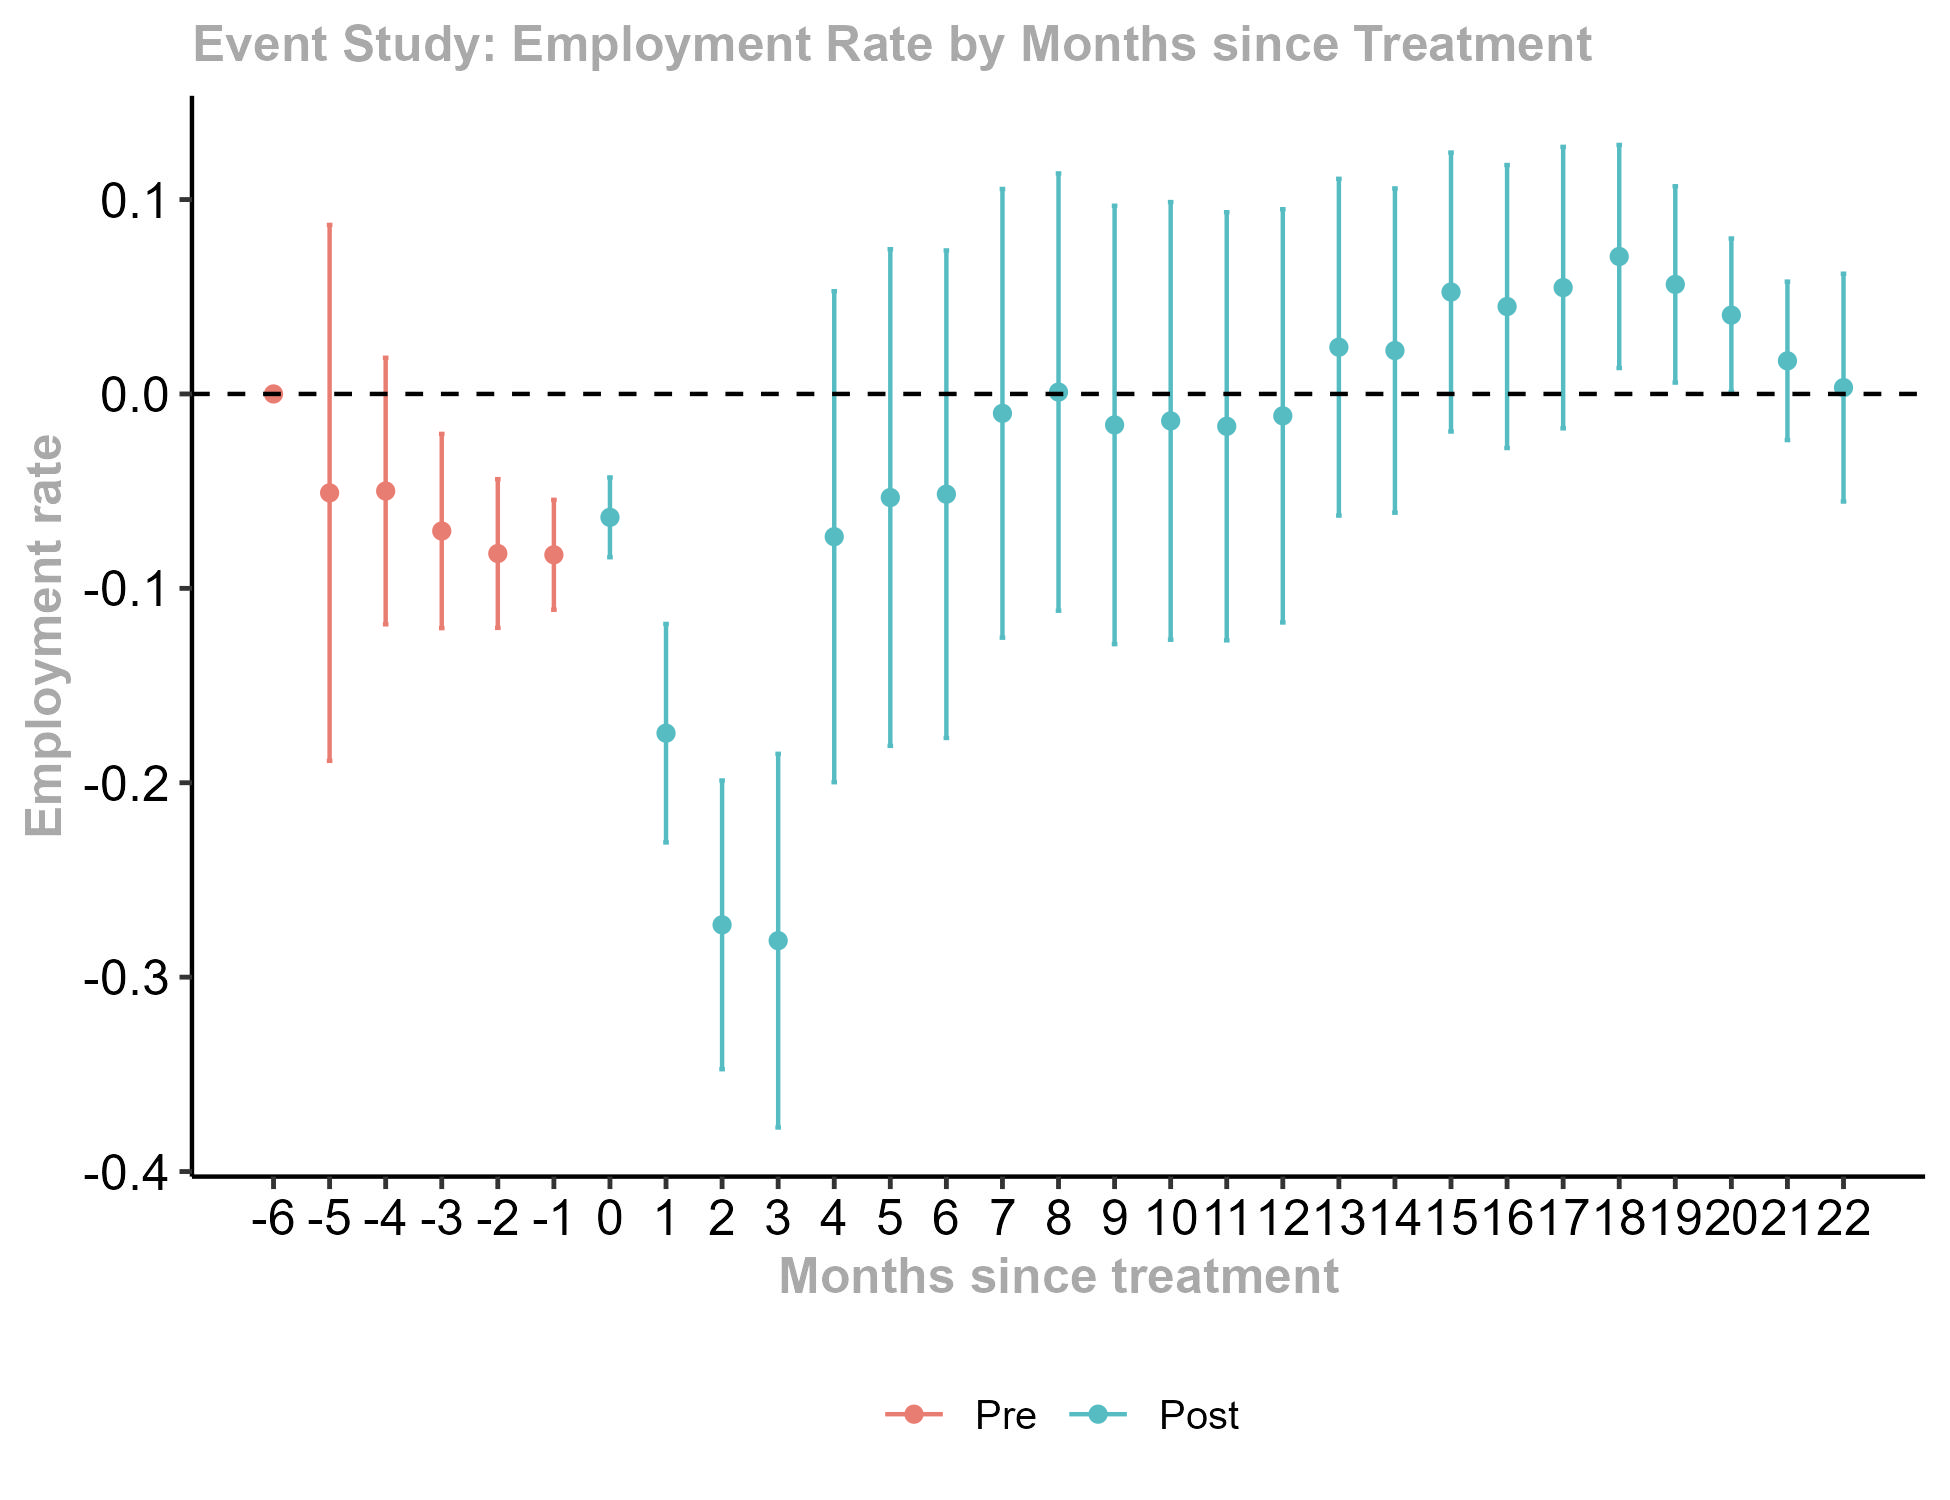 Event Study: Employment Rate by Months since Treatment
Employment rate
0.1
0.0
-0.1
-0.2
-0.3
-0.4
-6 -5 -4 -3 -2 -1 0 1 2 3 4 5 6 7 8 9 10 11 12 13 14 15 16 17 18 19 20 21 22
Months since treatment
Pre Post